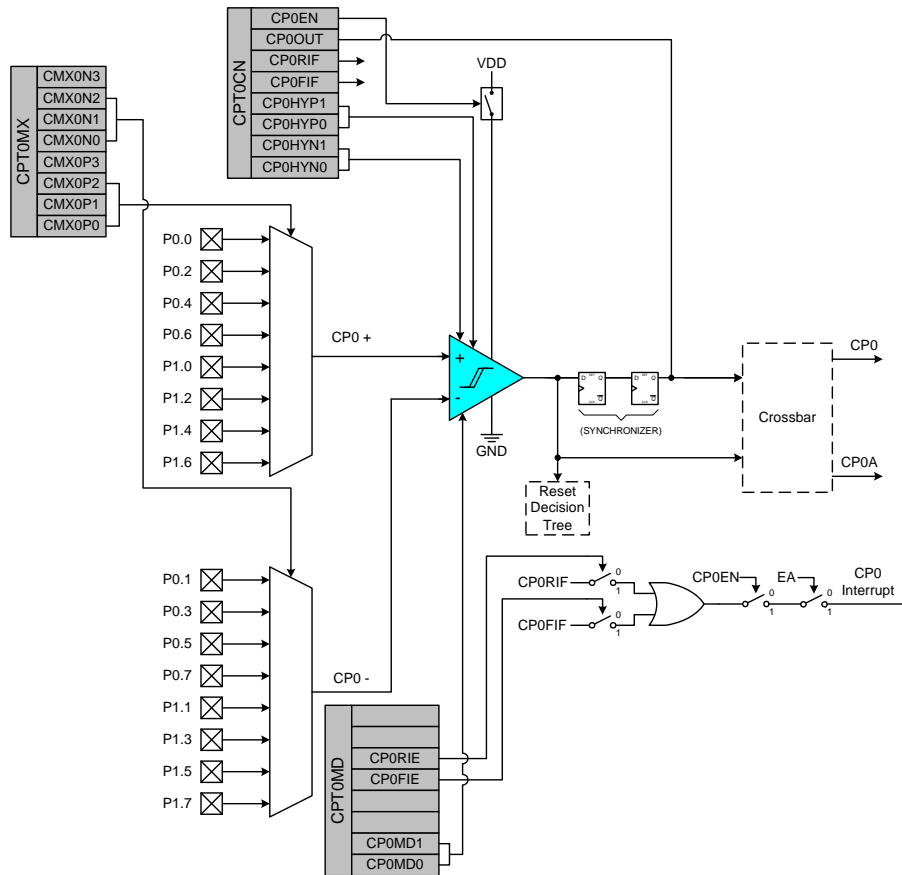 CPT0CN
CP0EN
CP0OUT
CP0RIF
CP0FIF
CP0HYP1
CP0HYP0
CP0HYN1
CP0HYN0
VDD
CPT0MX
CMX0N3
CMX0N2
CMX0N1
CMX0N0
CMX0P3
CMX0P2
CMX0P1
CMX0P0
P0.0
P0.2
P0.4
P0.6
P1.0
P1.2
P1.4
P1.6
CP0 +
+
-
GND
D SET Q
CLR Q
D SET Q
CLR Q
(SYNCHRONIZER)
Crossbar
CP0
CP0A
Reset
Decision
Tree
P0.1
P0.3
P0.5
P0.7
P1.1
P1.3
P1.5
P1.7
CP0 -
CP0RIF
0
1
CP0FIF
0
1
CP0EN
0
1
EA
0
1
CP0
Interrupt
CPT0MD
CP0RIE
CP0FIE
CP0MD1
CP0MD0